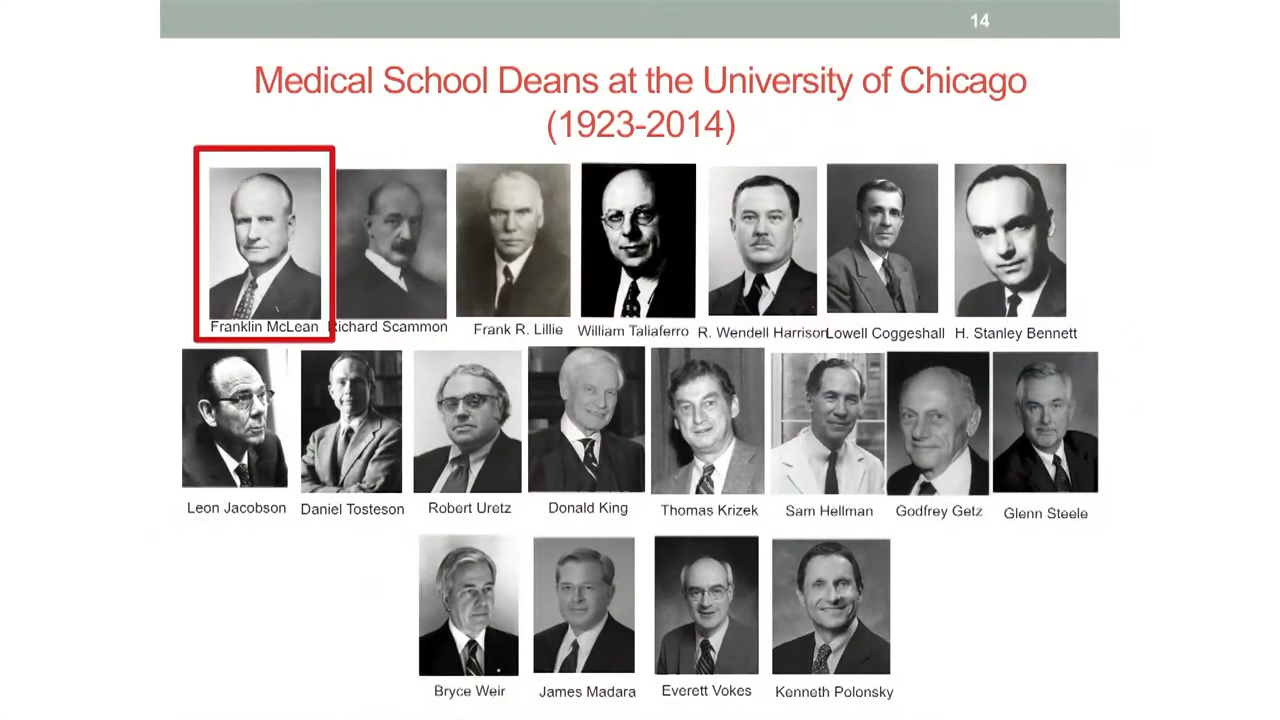 14
Medical School Deans at the University of Chicago
(1923-2014)
Franklin McLean
Richard Scammon
Frank R. Lillie
William Taliaferro
R. Wendell Harrison
Lowell Coggeshall
H. Stanley Bennett
Leon Jacobson
Daniel Tosteson
Robert Uretz
Donald King
Thomas Krizek
Sam Hellman
Godfrey Getz
Glenn Steele
Bryce Weir
James Madara
Everett Vokes
Kenneth Polonsky